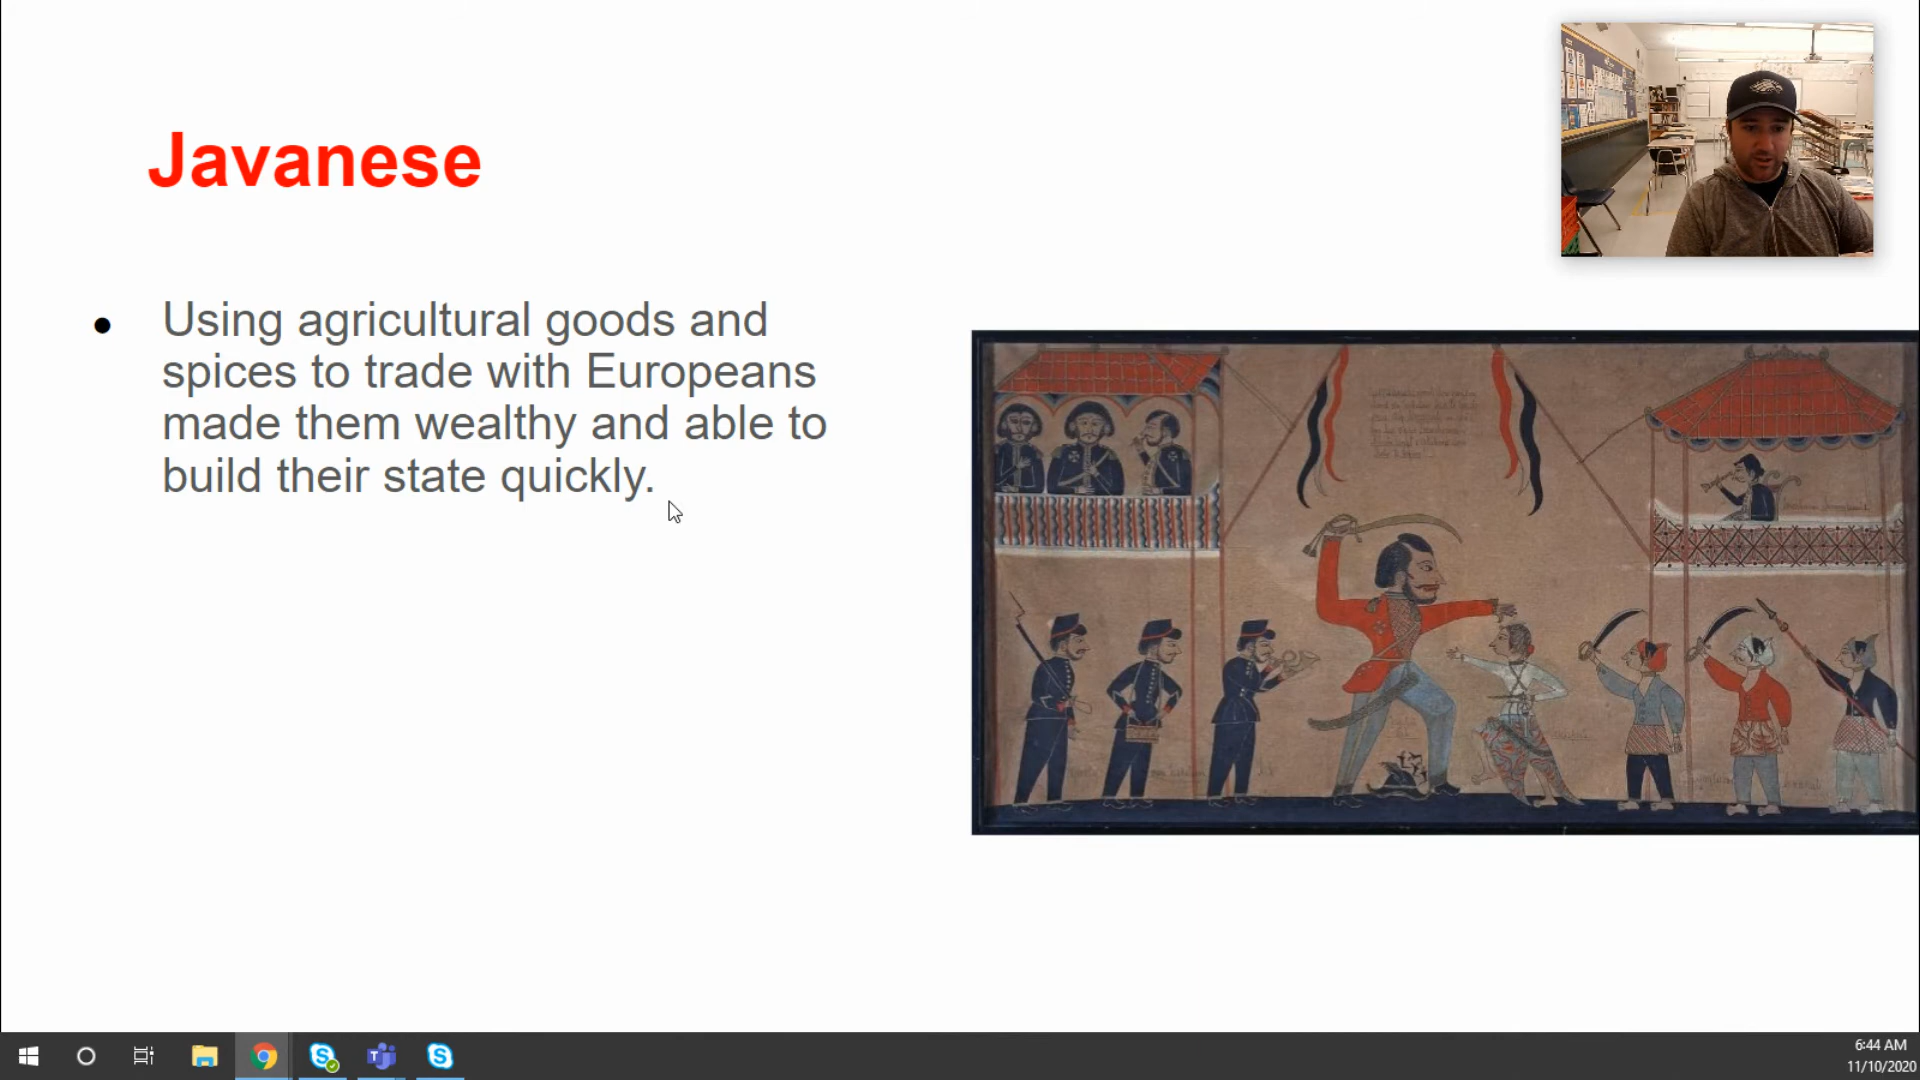 Javanese
● Using agricultural goods and
spices to trade with Europeans
made them wealthy and able to
build their state quickly.
6:44 AM
11/10/2020